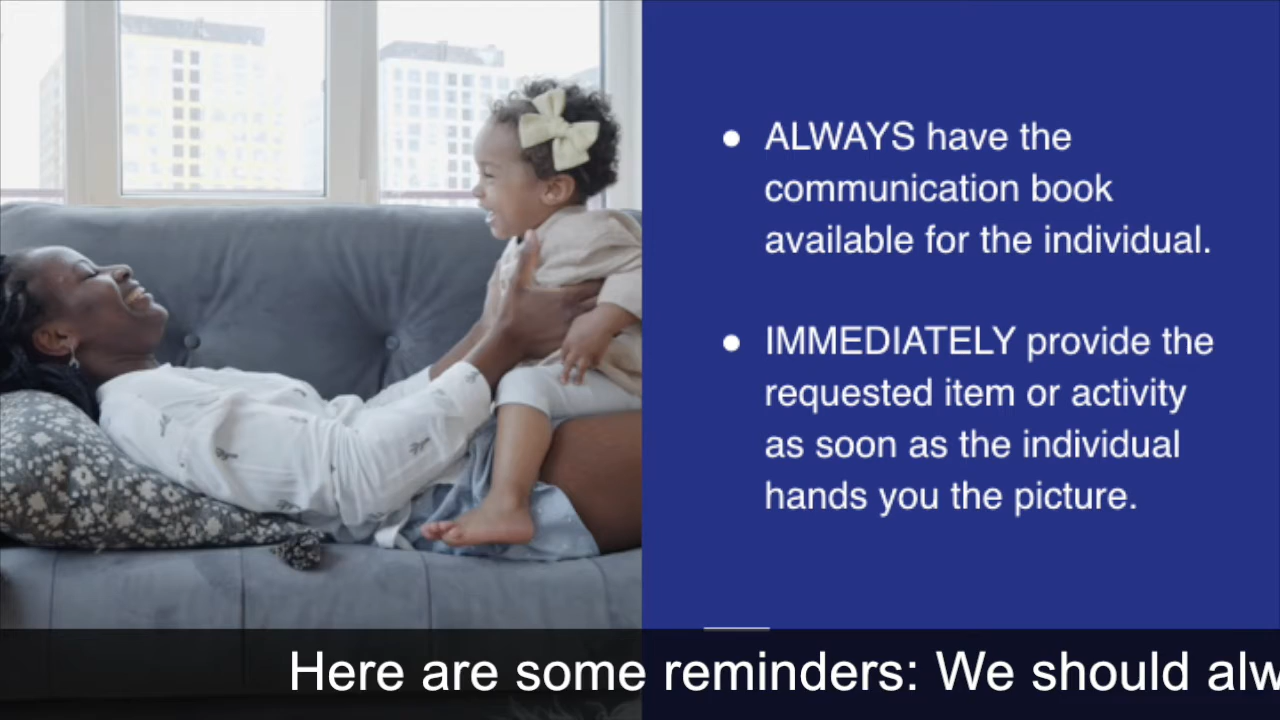 ● ALWAYS have the
communication book
available for the individual.
● IMMEDIATELY provide the
requested item or activity
as soon as the individual
hands you the picture.
Here are some reminders: We should alw